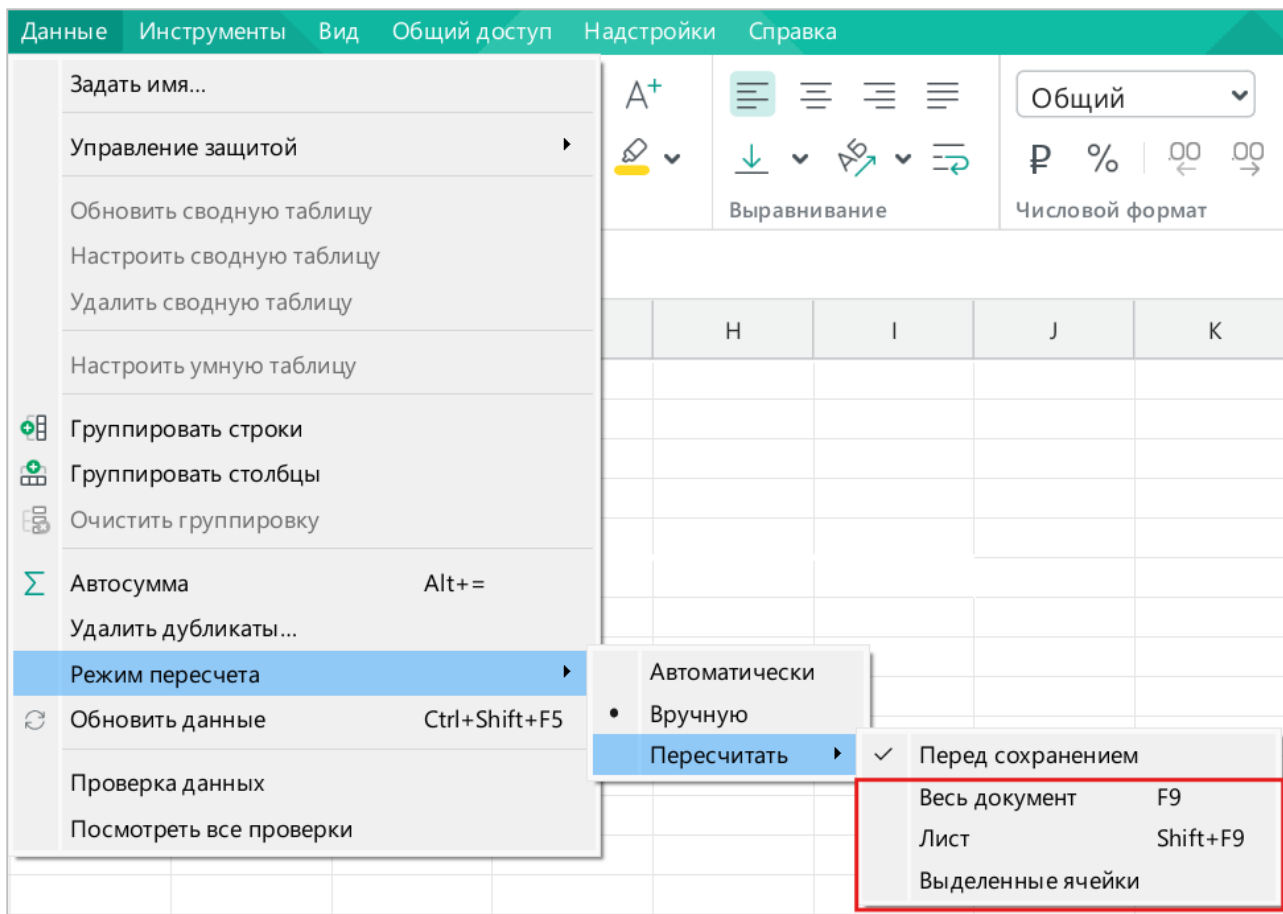 Данные Инструменты Вид Общий доступ Надстройки Справка
Задать имя...
Управление защитой
Обновить сводную таблицу
Настроить сводную таблицу
Удалить сводную таблицу
Настроить умную таблицу
Группировать строки
Группировать столбцы
Очистить группировку
Автосумма Alt+=
Удалить дубликаты...
Режим пересчета
Обновить данные Ctrl+Shift+F5
Проверка данных
Посмотреть все проверки
A+
Общий
ab
₽ % .00 .00
Выравнивание Числовой формат
H I J K
Автоматически
Вручную
Пересчитать
Перед сохранением
Весь документ F9
Лист Shift+F9
Выделенные ячейки